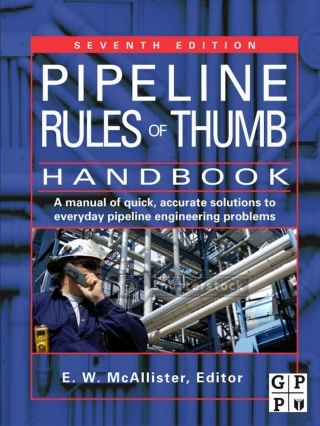 SEVENTH EDITION
PIPELINE
RULES OF THUMB
HANDBOOK
A manual of quick, accurate solutions to
everyday pipeline engineering problems
shutterstock
E. W. McAllister, Editor
G P
P